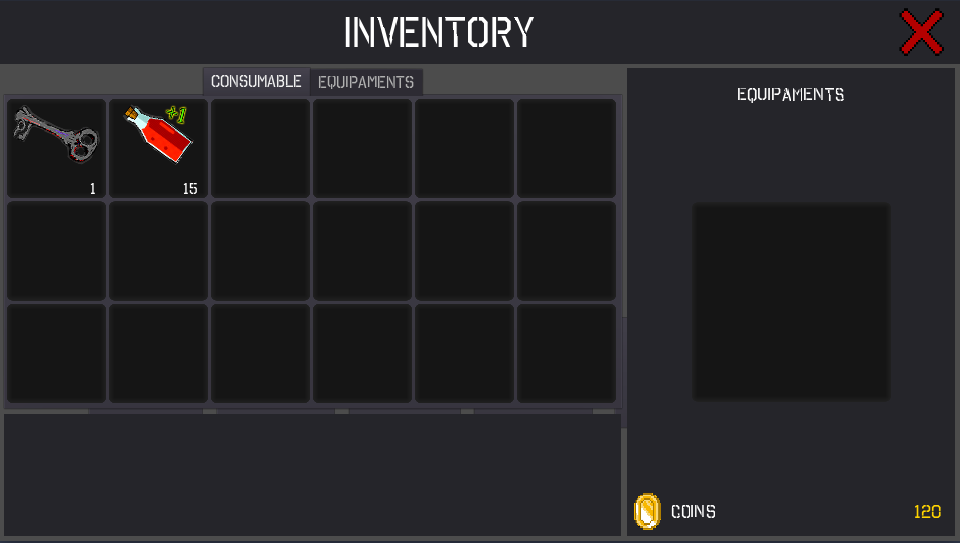 INVENTORY
CONSUMABLE EQUIPAMENTS
EQUIPAMENTS
+1
1 15
COINS 120